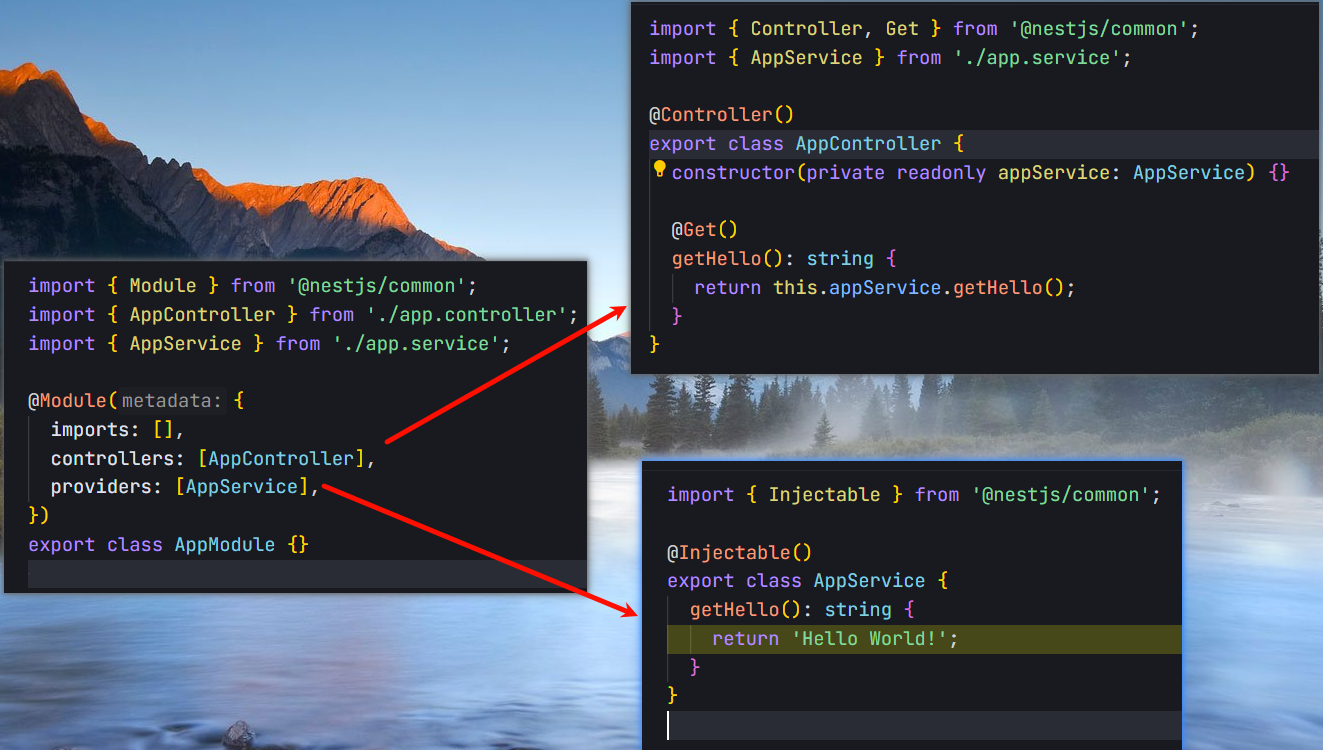 import { Module } from '@nestjs/common';
import { AppController } from './app.controller';
import { AppService } from './app.service';

@Module(metadata: {
  imports: [],
  controllers: [AppController],
  providers: [AppService],
})
export class AppModule {}

import { Controller, Get } from '@nestjs/common';
import { AppService } from './app.service';

@Controller()
export class AppController {
  constructor(private readonly appService: AppService) {}

  @Get()
  getHello(): string {
    return this.appService.getHello();
  }
}

import { Injectable } from '@nestjs/common';

@Injectable()
export class AppService {
  getHello(): string {
    return 'Hello World!';
  }
}